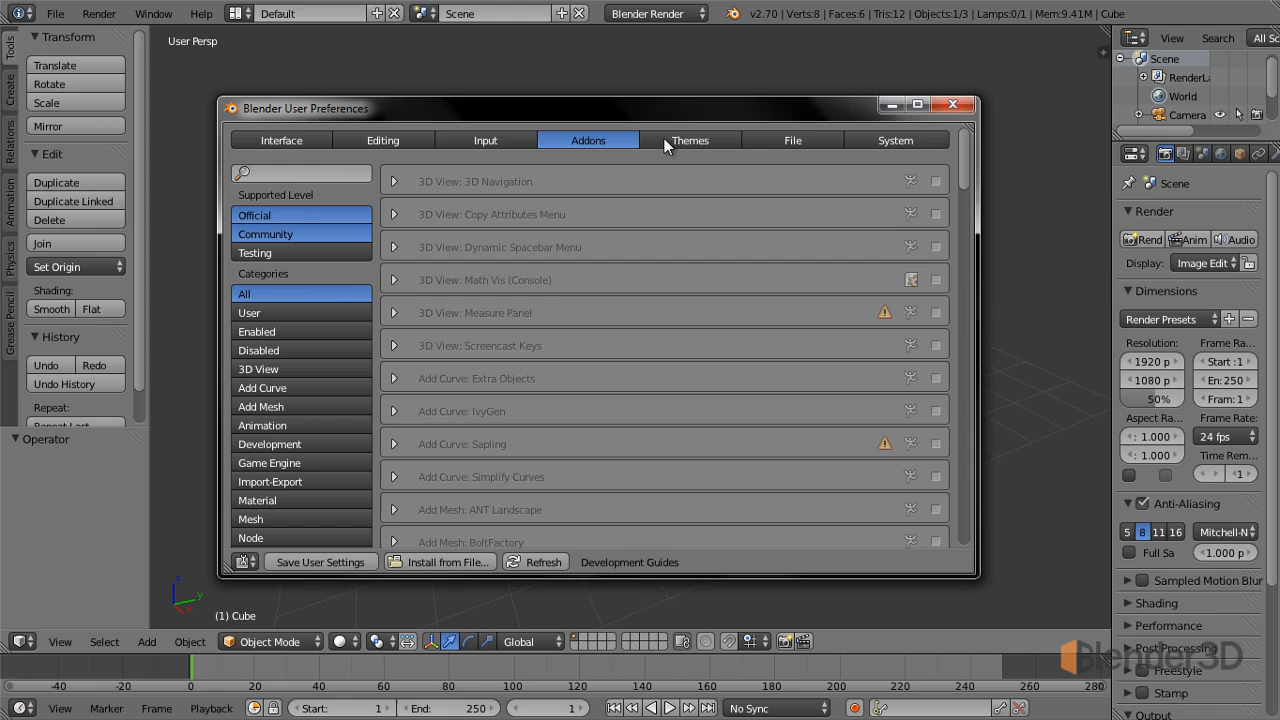 File
Render
Window
Help
Default
Scene
Blender Render
v2.70 | Verts:8 | Faces:6 | Tris:12 | Objects:1/3 | Lamps:0/1 | Mem:9.41M | Cube
Tools
Create
Relations
Animation
Physics
Grease Pencil
Transform
Translate
Rotate
Scale
Mirror
Edit
Duplicate
Duplicate Linked
Delete
Join
Set Origin
Shading:
Smooth
Flat
History
Undo
Redo
Undo History
Repeat:
Repeat Last
Operator
User Persp
Blender User Preferences
Interface
Editing
Input
Addons
Themes
File
System
Supported Level
Official
Community
Testing
Categories
All
User
Enabled
Disabled
3D View
Add Curve
Add Mesh
Animation
Development
Game Engine
Import-Export
Material
Mesh
Node
3D View: 3D Navigation
3D View: Copy Attributes Menu
3D View: Dynamic Spacebar Menu
3D View: Math Vis (Console)
3D View: Measure Panel
3D View: Screencast Keys
Add Curve: Extra Objects
Add Curve: IvyGen
Add Curve: Sapling
Add Curve: Simplify Curves
Add Mesh: ANT Landscape
Add Mesh: BoltFactory
Save User Settings
Install from File...
Refresh
Development Guides
z
y
x
(1) Cube
View
Select
Add
Object
Object Mode
Global
-40 -20 0 20 40 60 80 100 120 140 160 180 200 220 240 260 280
View
Marker
Frame
Playback
Start: 1
End: 250
1
No Sync
View
Search
All Sc
Scene
RenderLa
World
Camera
Scene
Render
Rend
Anim
Audio
Display:
Image Edit
Dimensions
Render Presets
Resolution:
Frame Ra
1920 p
Start :1
1080 p
En: 250
50%
Fram: 1
Aspect Ra
Frame Rate:
: 1.000
24 fps
: 1.000
Time Rem...
1
Anti-Aliasing
5 8 11 16
Mitchell-N
Full Sa
1.000 p
Sampled Motion Blur
Shading
Performance
Post Processing
Freestyle
Stamp
Output
Blender3D